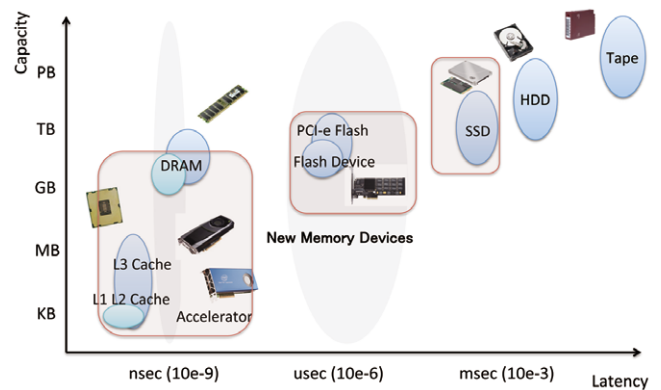 Capacity
PB
TB
GB
MB
KB
Tape
HDD
SSD
PCI-e Flash
Flash Device
DRAM
New Memory Devices
L3 Cache
L1 L2 Cache
Accelerator
nsec (10e-9)
usec (10e-6)
msec (10e-3)
Latency